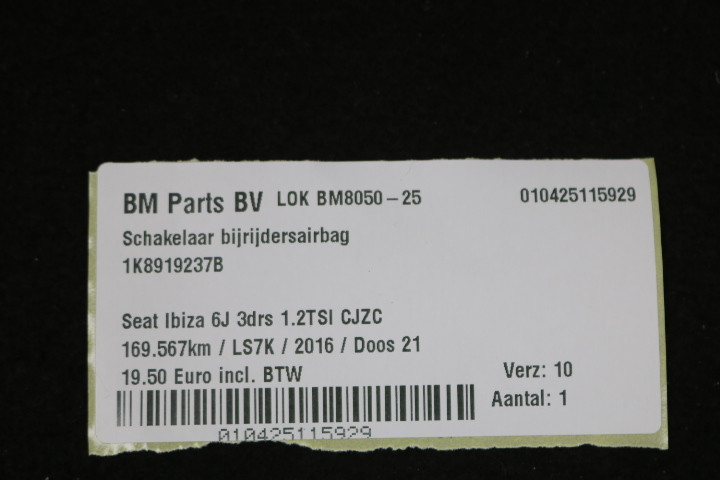 BM Parts BV LOK BM8050-25 010425115929
Schakelaar bijrijdersairbag
1K8919237B
Seat Ibiza 6J 3drs 1.2TSI CJZC
169.567km / LS7K / 2016 / Doos 21
19.50 Euro incl. BTW Verz: 10
Aantal: 1
010425115929